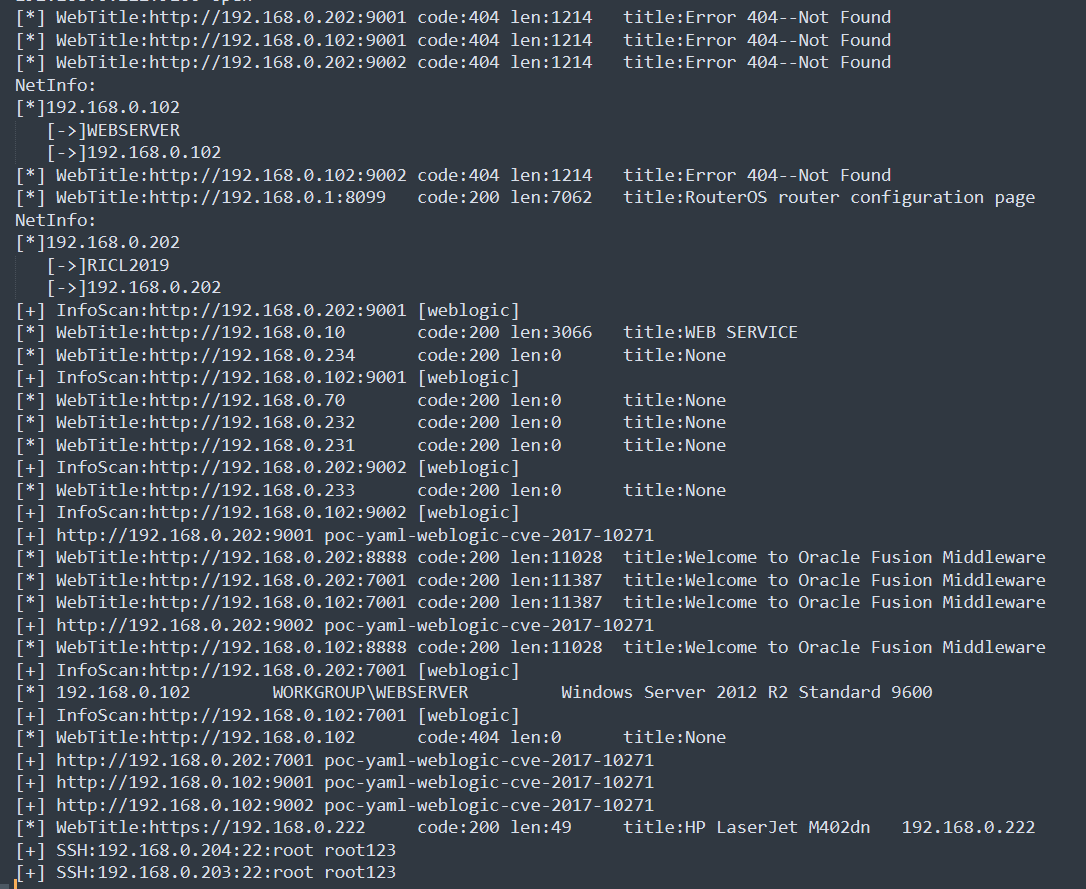 [*] WebTitle:http://192.168.0.202:9001 code:404 len:1214   title:Error 404--Not Found
[*] WebTitle:http://192.168.0.102:9001 code:404 len:1214   title:Error 404--Not Found
[*] WebTitle:http://192.168.0.202:9002 code:404 len:1214   title:Error 404--Not Found
NetInfo:
[*]192.168.0.102
   [->]WEBSERVER
   [->]192.168.0.102
[*] WebTitle:http://192.168.0.102:9002 code:404 len:1214   title:Error 404--Not Found
[*] WebTitle:http://192.168.0.1:8099   code:200 len:7062   title:RouterOS router configuration page
NetInfo:
[*]192.168.0.202
   [->]RICL2019
   [->]192.168.0.202
[+] InfoScan:http://192.168.0.202:9001 [weblogic]
[*] WebTitle:http://192.168.0.10       code:200 len:3066   title:WEB SERVICE
[*] WebTitle:http://192.168.0.234      code:200 len:0      title:None
[+] InfoScan:http://192.168.0.102:9001 [weblogic]
[*] WebTitle:http://192.168.0.70       code:200 len:0      title:None
[*] WebTitle:http://192.168.0.232      code:200 len:0      title:None
[*] WebTitle:http://192.168.0.231      code:200 len:0      title:None
[+] InfoScan:http://192.168.0.202:9002 [weblogic]
[*] WebTitle:http://192.168.0.233      code:200 len:0      title:None
[+] InfoScan:http://192.168.0.102:9002 [weblogic]
[+] http://192.168.0.202:9001 poc-yaml-weblogic-cve-2017-10271
[*] WebTitle:http://192.168.0.202:8888 code:200 len:11028  title:Welcome to Oracle Fusion Middleware
[*] WebTitle:http://192.168.0.202:7001 code:200 len:11387  title:Welcome to Oracle Fusion Middleware
[*] WebTitle:http://192.168.0.102:7001 code:200 len:11387  title:Welcome to Oracle Fusion Middleware
[+] http://192.168.0.202:9002 poc-yaml-weblogic-cve-2017-10271
[*] WebTitle:http://192.168.0.102:8888 code:200 len:11028  title:Welcome to Oracle Fusion Middleware
[+] InfoScan:http://192.168.0.202:7001 [weblogic]
[*] 192.168.0.102        WORKGROUP\WEBSERVER         Windows Server 2012 R2 Standard 9600
[+] InfoScan:http://192.168.0.102:7001 [weblogic]
[*] WebTitle:http://192.168.0.102      code:404 len:0      title:None
[+] http://192.168.0.202:7001 poc-yaml-weblogic-cve-2017-10271
[+] http://192.168.0.102:9001 poc-yaml-weblogic-cve-2017-10271
[+] http://192.168.0.102:9002 poc-yaml-weblogic-cve-2017-10271
[*] WebTitle:https://192.168.0.222     code:200 len:49     title:HP LaserJet M402dn   192.168.0.222
[+] SSH:192.168.0.204:22:root root123
[+] SSH:192.168.0.203:22:root root123